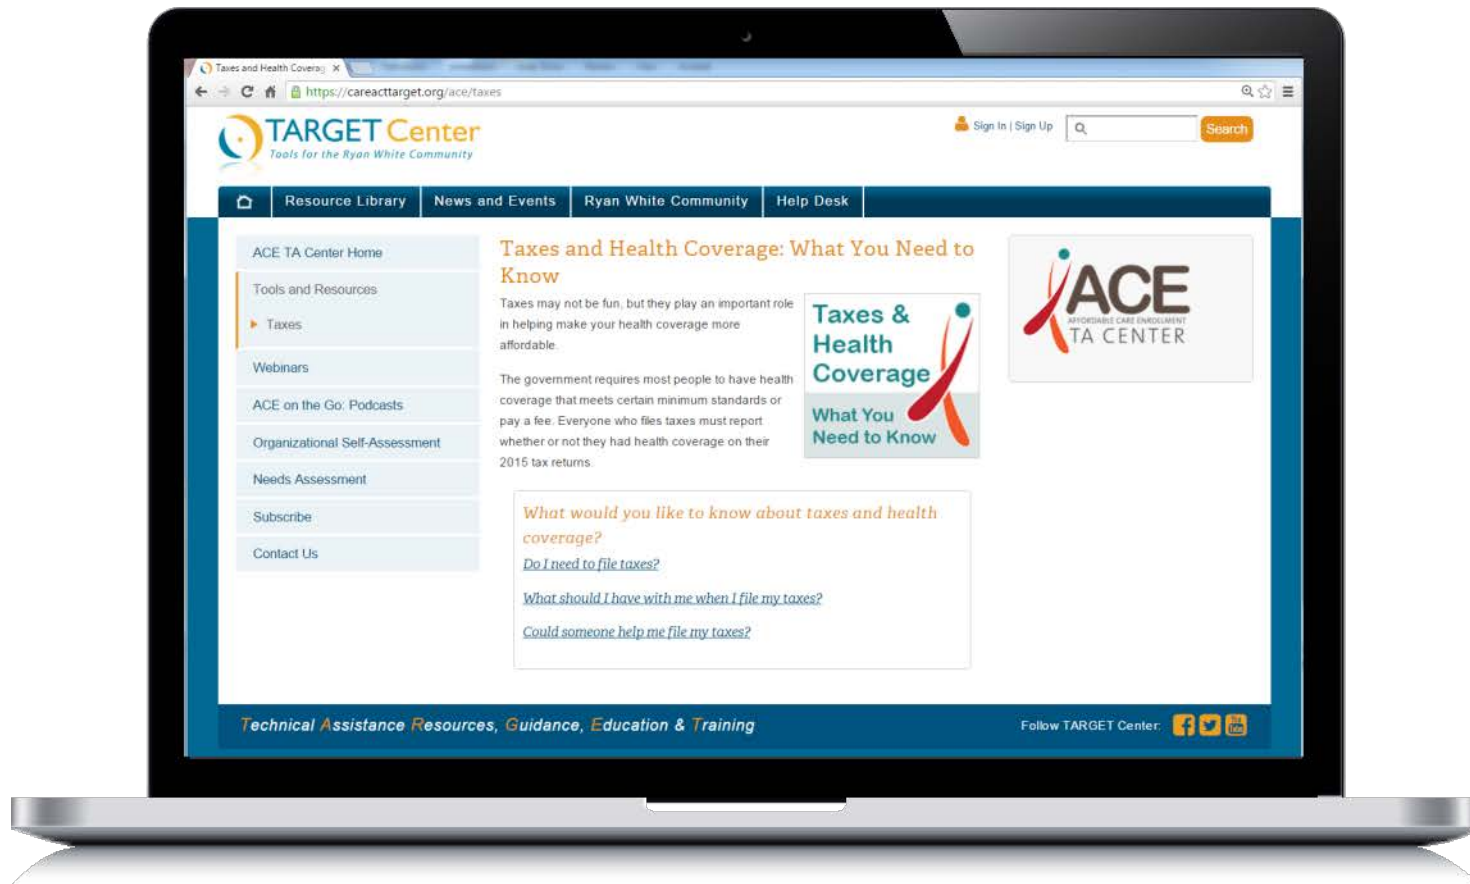 Taxes and Health Coverag
https://careacttarget.org/ace/taxes
TARGET Center
Tools for the Ryan White Community
Sign In | Sign Up
Search
Resource Library
News and Events
Ryan White Community
Help Desk
ACE TA Center Home
Tools and Resources
Taxes
Webinars
ACE on the Go: Podcasts
Organizational Self-Assessment
Needs Assessment
Subscribe
Contact Us
Taxes and Health Coverage: What You Need to
Know
Taxes may not be fun, but they play an important role
in helping make your health coverage more
affordable.
The government requires most people to have health
coverage that meets certain minimum standards or
pay a fee. Everyone who files taxes must report
whether or not they had health coverage on their
2015 tax returns.
Taxes &
Health
Coverage
What You
Need to Know
What would you like to know about taxes and health
coverage?
Do I need to file taxes?
What should I have with me when I file my taxes?
Could someone help me file my taxes?
ACE
AFFORDABLE CARE ENROLLMENT
TA CENTER
Technical Assistance Resources, Guidance, Education & Training
Follow TARGET Center:
You
Tube